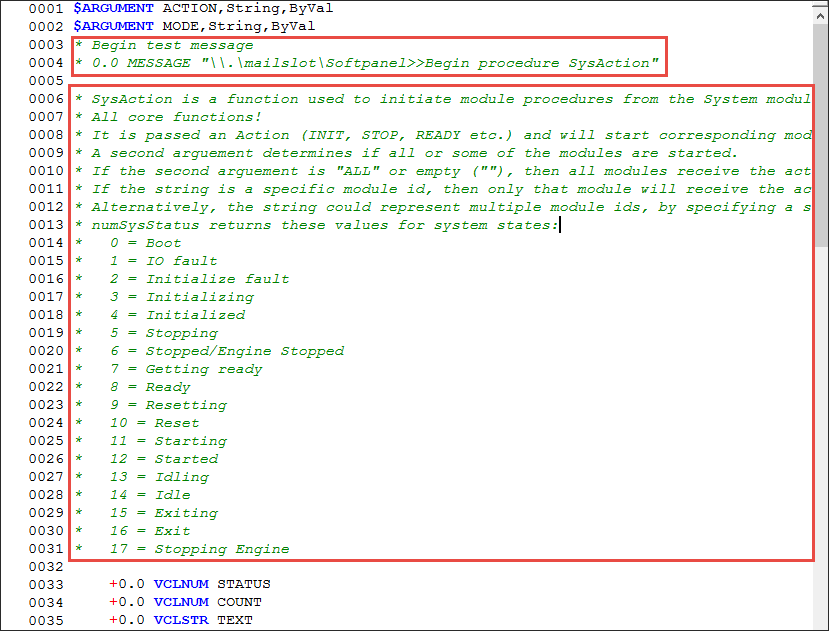 0001 $ARGUMENT ACTION,String,ByVal
0002 $ARGUMENT MODE,String,ByVal
0003 * Begin test message
0004 * 0.0 MESSAGE "\\.\mailslot\Softpanel>>Begin procedure SysAction"
0005
0006 * SysAction is a function used to initiate module procedures from the System modul
0007 * All core functions!
0008 * It is passed an Action (INIT, STOP, READY etc.) and will start corresponding mod
0009 * A second arguement determines if all or some of the modules are started.
0010 * If the second arguement is "ALL" or empty (""), then all modules receive the act
0011 * If the string is a specific module id, then only that module will receive the ac
0012 * Alternatively, the string could represent multiple module ids, by specifying a s
0013 * numSysStatus returns these values for system states:
0014 *   0 = Boot
0015 *   1 = IO fault
0016 *   2 = Initialize fault
0017 *   3 = Initializing
0018 *   4 = Initialized
0019 *   5 = Stopping
0020 *   6 = Stopped/Engine Stopped
0021 *   7 = Getting ready
0022 *   8 = Ready
0023 *   9 = Resetting
0024 *   10 = Reset
0025 *   11 = Starting
0026 *   12 = Started
0027 *   13 = Idling
0028 *   14 = Idle
0029 *   15 = Exiting
0030 *   16 = Exit
0031 *   17 = Stopping Engine
0032
0033     +0.0 VCLNUM STATUS
0034     +0.0 VCLNUM COUNT
0035     +0.0 VCLSTR TEXT